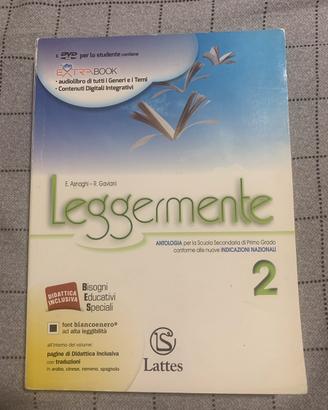 Il DVD per lo studente contiene
EXTRABOOK
• audiolibro di tutti i Generi e i Temi
• Contenuti Digitali Integrativi
E. Asnaghi - R. Gaviani
Leggermente
ANTOLOGIA per la Scuola Secondaria di Primo Grado
conforme alle nuove INDICAZIONI NAZIONALI
2
DIDATTICA
INCLUSIVA
Bisogni
Educativi
Speciali
font biancoenero®
ad alta leggibilità
all'interno del volume:
pagine di Didattica Inclusiva
con traduzioni
in arabo, cinese, romeno, spagnolo
LS
Lattes